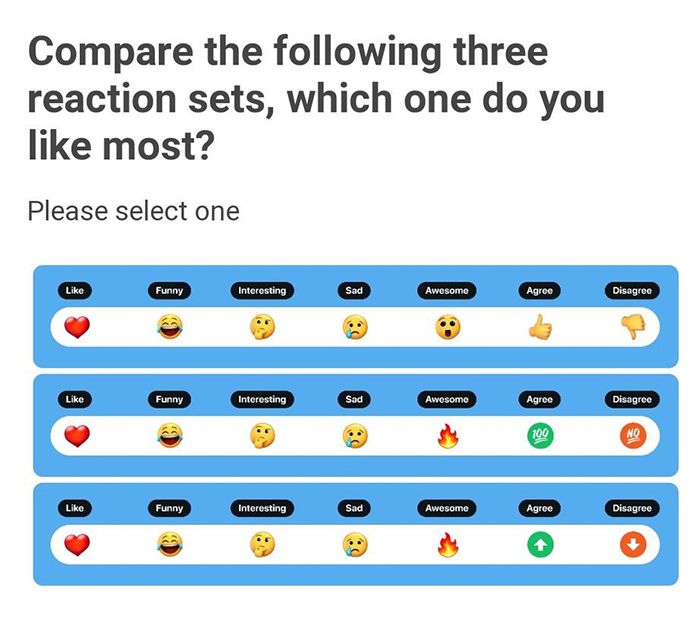 Compare the following three
reaction sets, which one do you
like most?
Please select one
Like Funny Interesting Sad Awesome Agree Disagree
Like Funny Interesting Sad Awesome Agree Disagree
100 NO
Like Funny Interesting Sad Awesome Agree Disagree